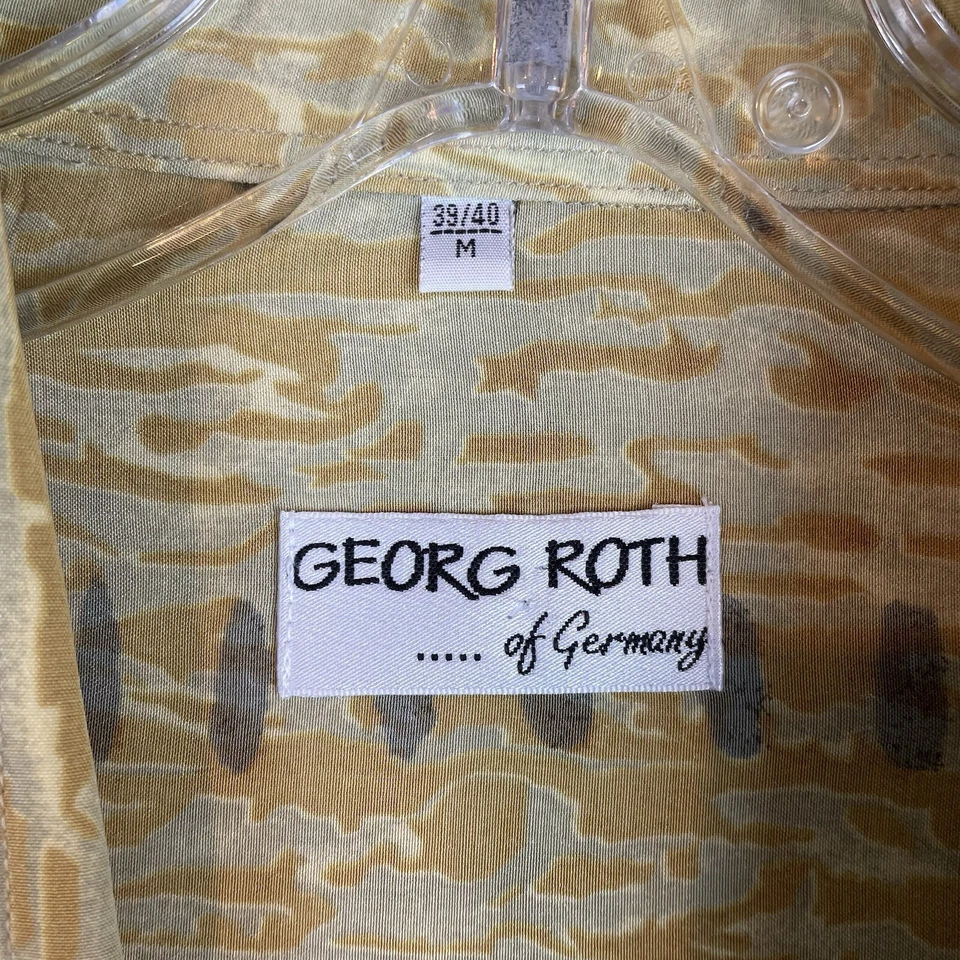 39/40
M
GEORG ROTH
..... of Germany